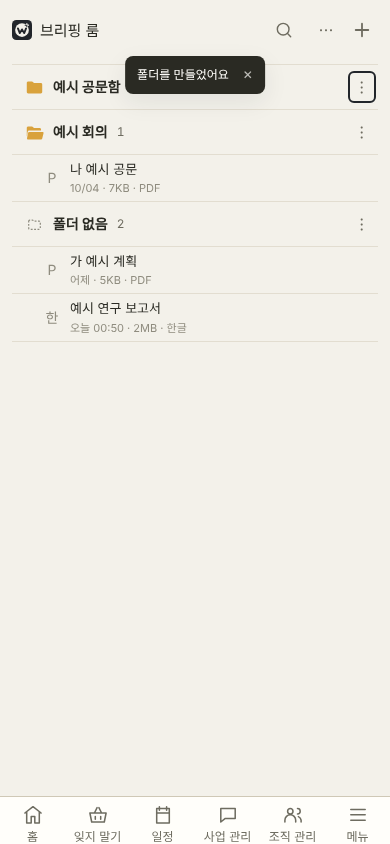 브리핑 룸
폴더를 만들었어요
예시 공문함
예시 회의 1
P
나 예시 공문
10/04 · 7KB · PDF
폴더 없음 2
P
가 예시 계획
어제 · 5KB · PDF
한
예시 연구 보고서
오늘 00:50 · 2MB · 한글
홈
잊지 말기
일정
사업 관리
조직 관리
메뉴